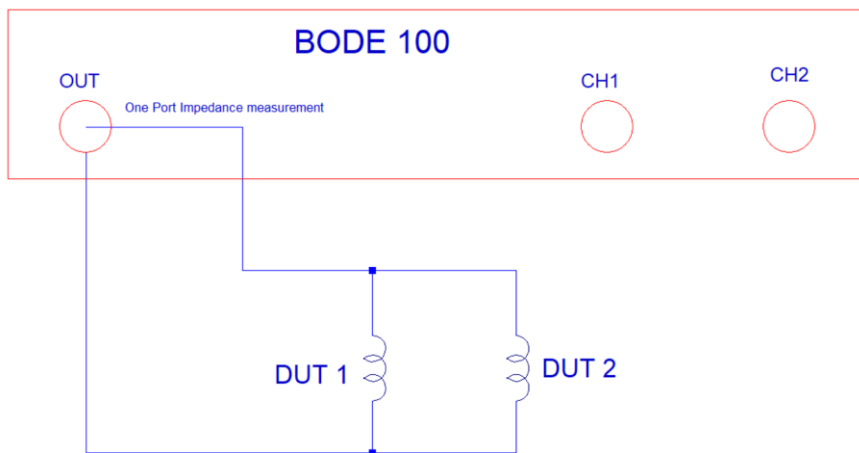 BODE 100
OUT
CH1
CH2
One Port Impedance measurement
DUT 1
DUT 2